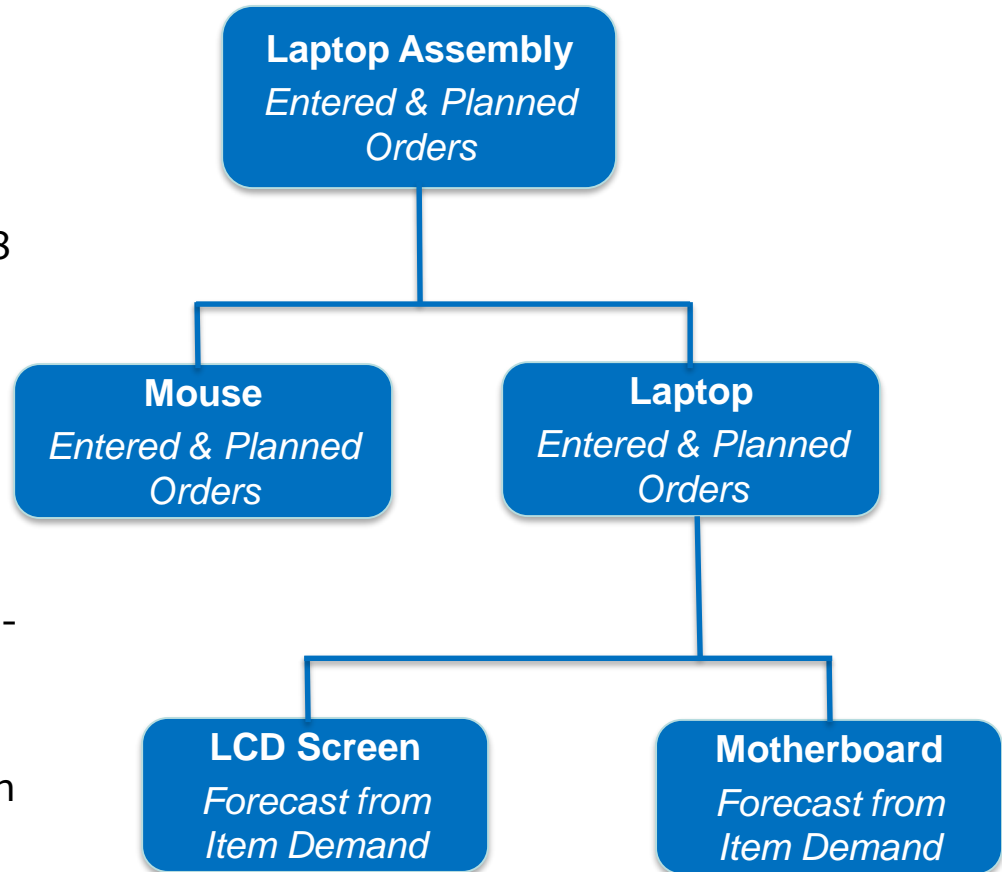 Laptop Assembly
Entered & Planned
Orders
3
Mouse
Entered & Planned
Orders
Laptop
Entered & Planned
Orders
-
LCD Screen
Forecast from
Item Demand
Motherboard
Forecast from
Item Demand